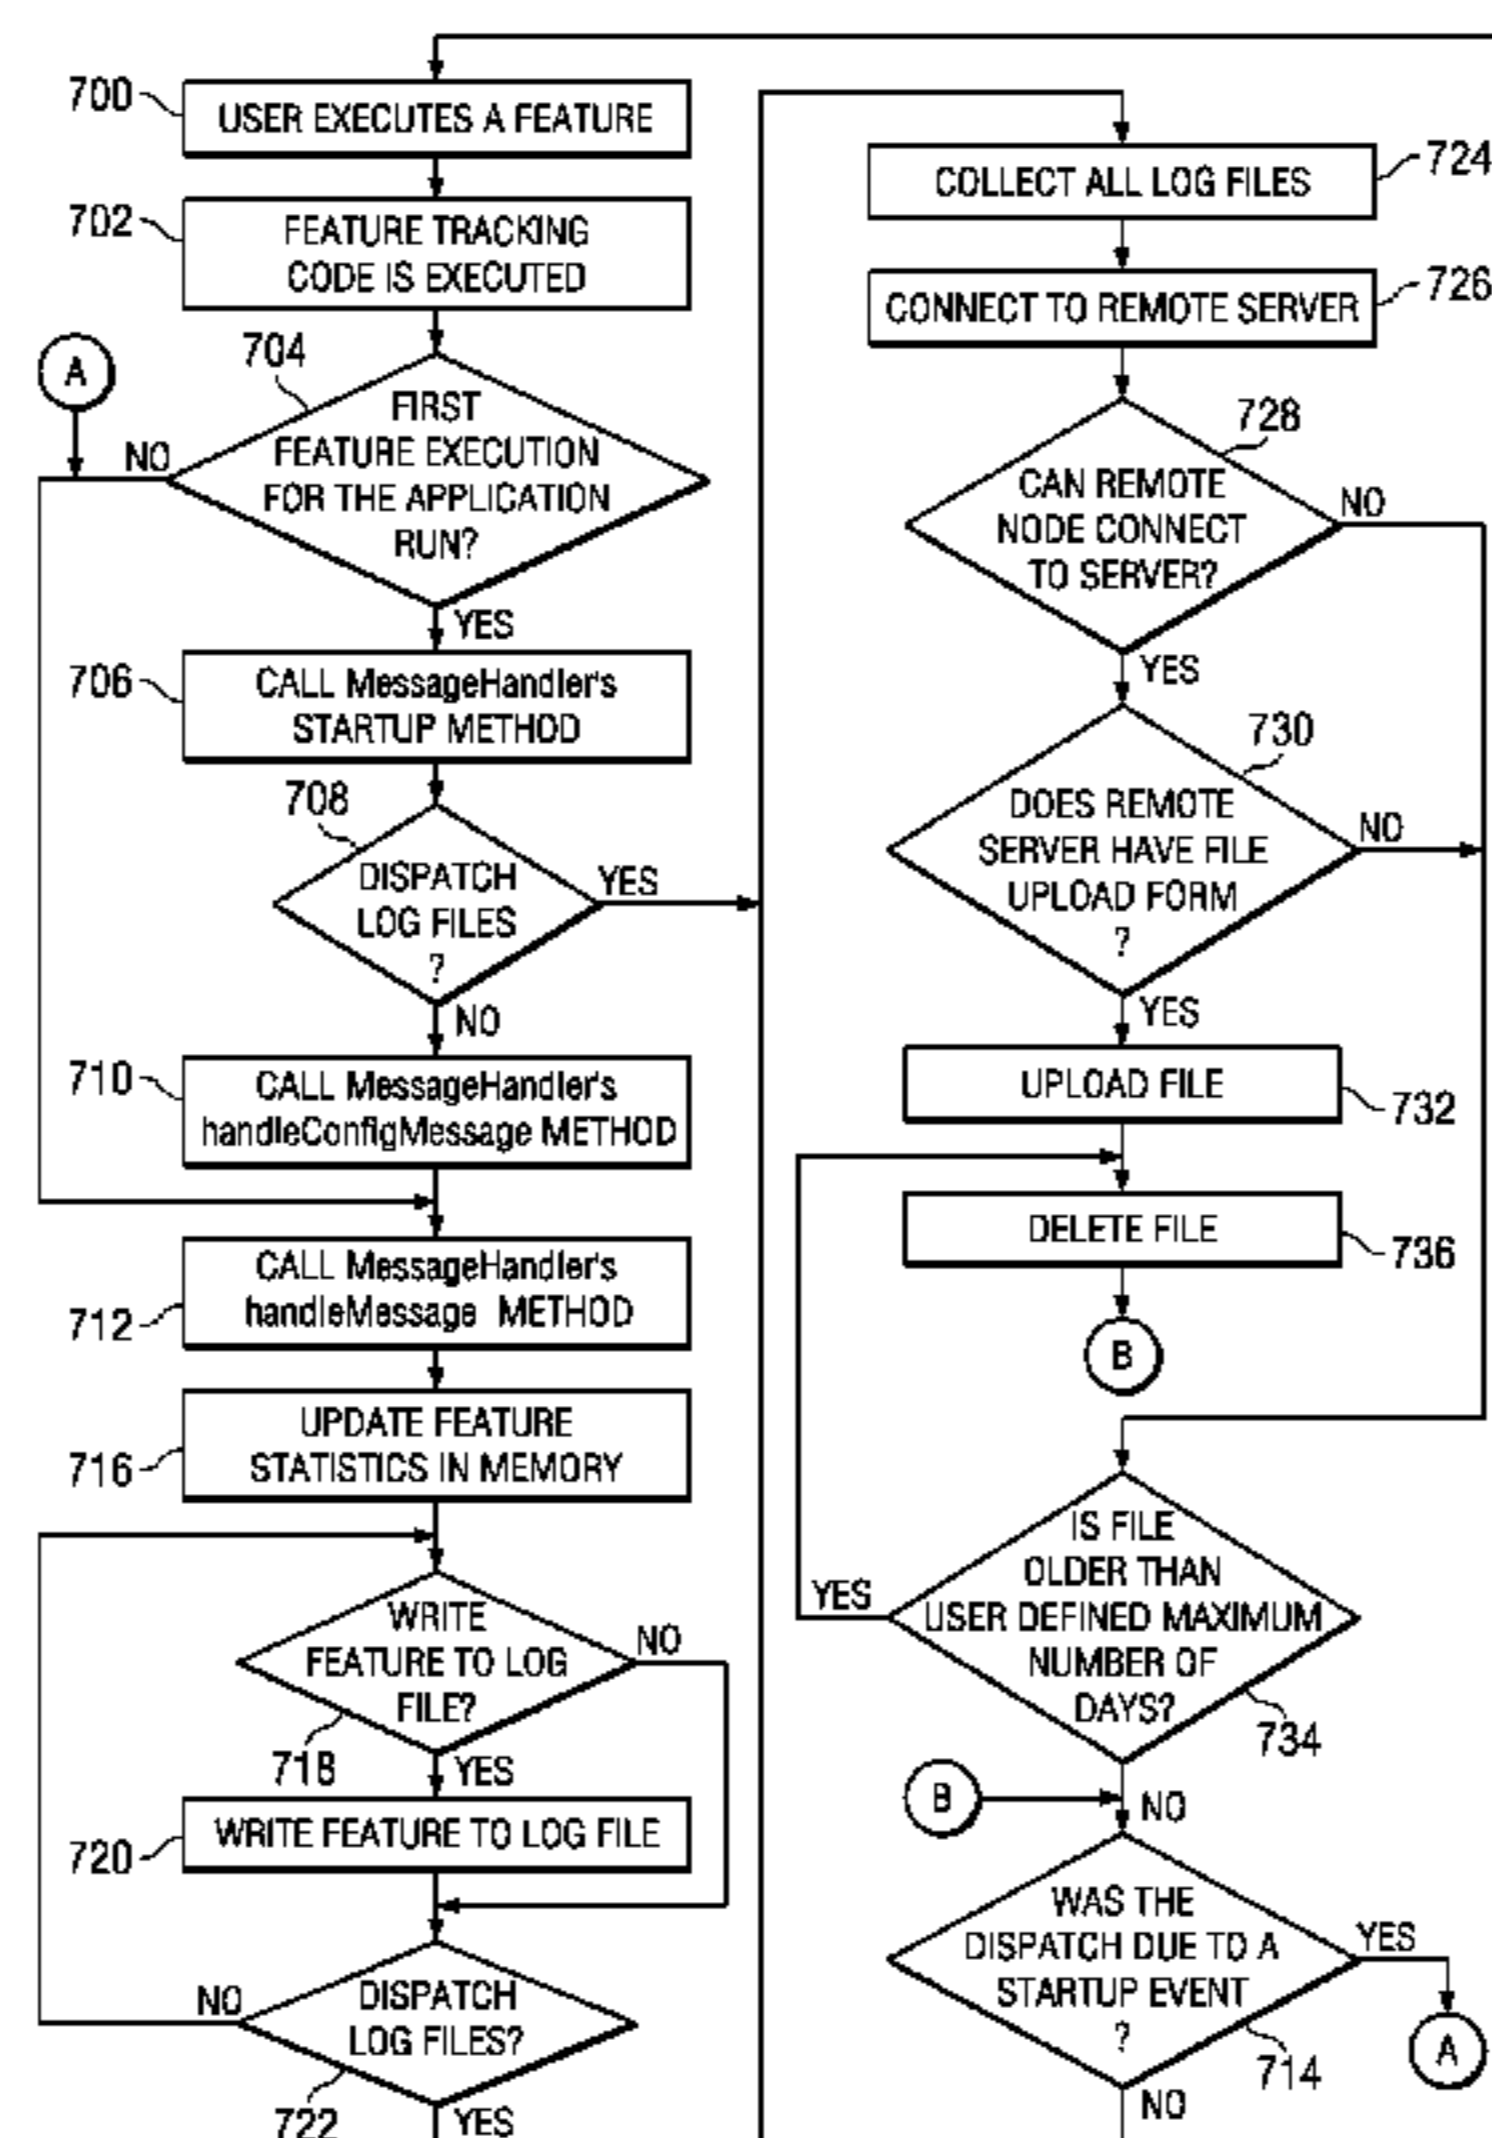 700
USER EXECUTES A FEATURE
702
FEATURE TRACKING
CODE IS EXECUTED
A
704
FIRST
FEATURE EXECUTION
FOR THE APPLICATION
RUN?
NO
YES
706
CALL MessageHandler's
STARTUP METHOD
708
DISPATCH
LOG FILES
?
YES
NO
710
CALL MessageHandler's
handleConfigMessage METHOD
712
CALL MessageHandler's
handleMessage METHOD
716
UPDATE FEATURE
STATISTICS IN MEMORY
WRITE
FEATURE TO LOG
FILE?
NO
718
YES
720
WRITE FEATURE TO LOG FILE
DISPATCH
LOG FILES?
NO
722
YES
724
COLLECT ALL LOG FILES
726
CONNECT TO REMOTE SERVER
728
CAN REMOTE
NODE CONNECT
TO SERVER?
NO
YES
730
DOES REMOTE
SERVER HAVE FILE
UPLOAD FORM
?
NO
YES
UPLOAD FILE
732
DELETE FILE
736
B
IS FILE
OLDER THAN
USER DEFINED MAXIMUM
NUMBER OF
DAYS?
YES
734
B
NO
WAS THE
DISPATCH DUE TO A
STARTUP EVENT
?
YES
A
714
NO